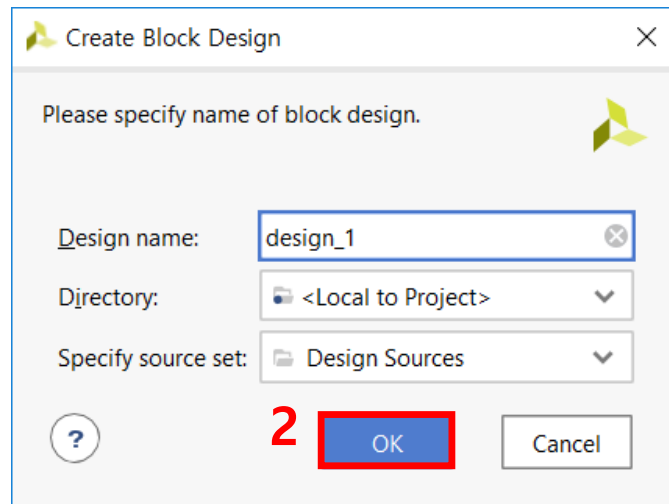 Create Block Design
Please specify name of block design.
Design name: design_1
Directory: <Local to Project>
Specify source set: Design Sources
? 2 OK Cancel